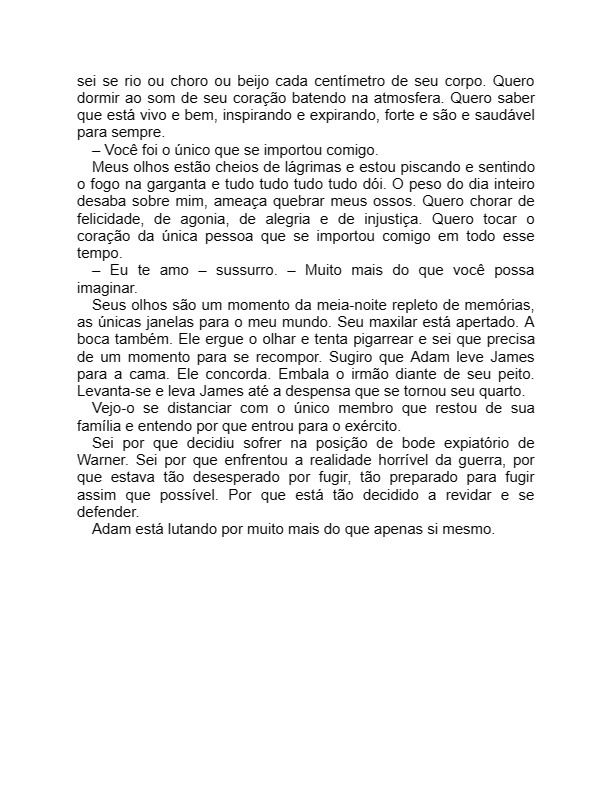 sei se rio ou choro ou beijo cada centímetro de seu corpo. Quero
dormir ao som de seu coração batendo na atmosfera. Quero saber
que está vivo e bem, inspirando e expirando, forte e são e saudável
para sempre.
– Você foi o único que se importou comigo.
Meus olhos estão cheios de lágrimas e estou piscando e sentindo
o fogo na garganta e tudo tudo tudo tudo dói. O peso do dia inteiro
desaba sobre mim, ameaça quebrar meus ossos. Quero chorar de
felicidade, de agonia, de alegria e de injustiça. Quero tocar o
coração da única pessoa que se importou comigo em todo esse
tempo.
– Eu te amo – sussurro. – Muito mais do que você possa
imaginar.
Seus olhos são um momento da meia-noite repleto de memórias,
as únicas janelas para o meu mundo. Seu maxilar está apertado. A
boca também. Ele ergue o olhar e tenta pigarrear e sei que precisa
de um momento para se recompor. Sugiro que Adam leve James
para a cama. Ele concorda. Embala o irmão diante de seu peito.
Levanta-se e leva James até a despensa que se tornou seu quarto.
Vejo-o se distanciar com o único membro que restou de sua
família e entendo por que entrou para o exército.
Sei por que decidiu sofrer na posição de bode expiatório de
Warner. Sei por que enfrentou a realidade horrível da guerra, por
que estava tão desesperado por fugir, tão preparado para fugir
assim que possível. Por que está tão decidido a revidar e se
defender.
Adam está lutando por muito mais do que apenas si mesmo.